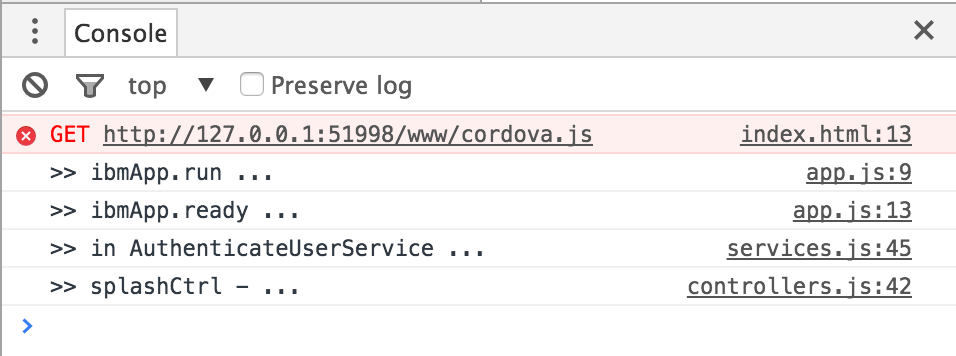 Console
top Preserve log
GET http://127.0.0.1:51998/www/cordova.js index.html:13
>> ibmApp.run ... app.js:9
>> ibmApp.ready ... app.js:13
>> in AuthenticateUserService ... services.js:45
>> splashCtrl - ... controllers.js:42